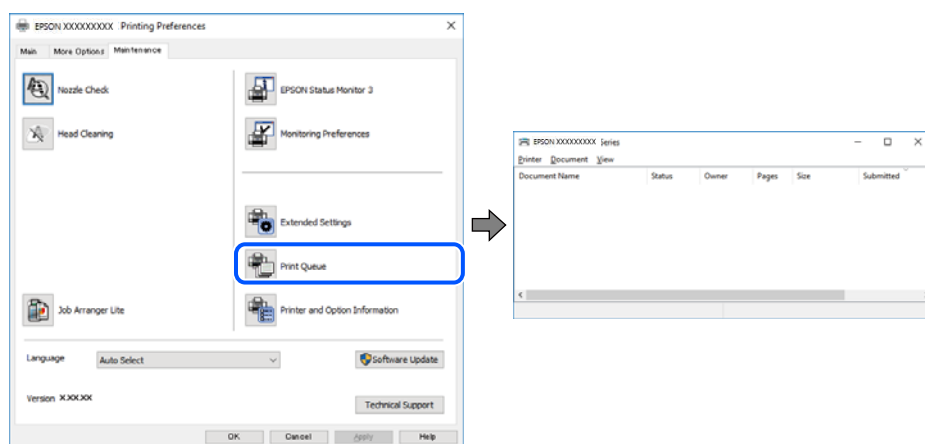 EPSON XXXXXXXXX Printing Preferences
Main More Options Maintenance
Nozzle Check
EPSON Status Monitor 3
Head Cleaning
Monitoring Preferences
Extended Settings
Print Queue
Job Arranger Lite
Printer and Option Information
Language Auto Select
Software Update
Version X.XX.XX
Technical Support
OK Cancel Apply Help
EPSON XXXXXXXXX Series
Printer Document View
Document Name Status Owner Pages Size Submitted